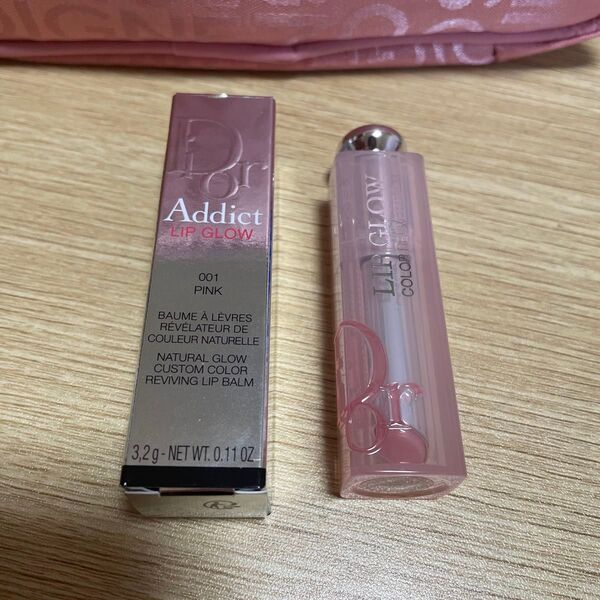 Dior
Addict
LIP GLOW
001
PINK
BAUME À LÈVRES
RÉVÉLATEUR DE
COULEUR NATURELLE
NATURAL GLOW
CUSTOM COLOR
REVIVING LIP BALM
3,2 g - NET WT. 0.11 OZ
LIP GLOW
COLOR
Dior